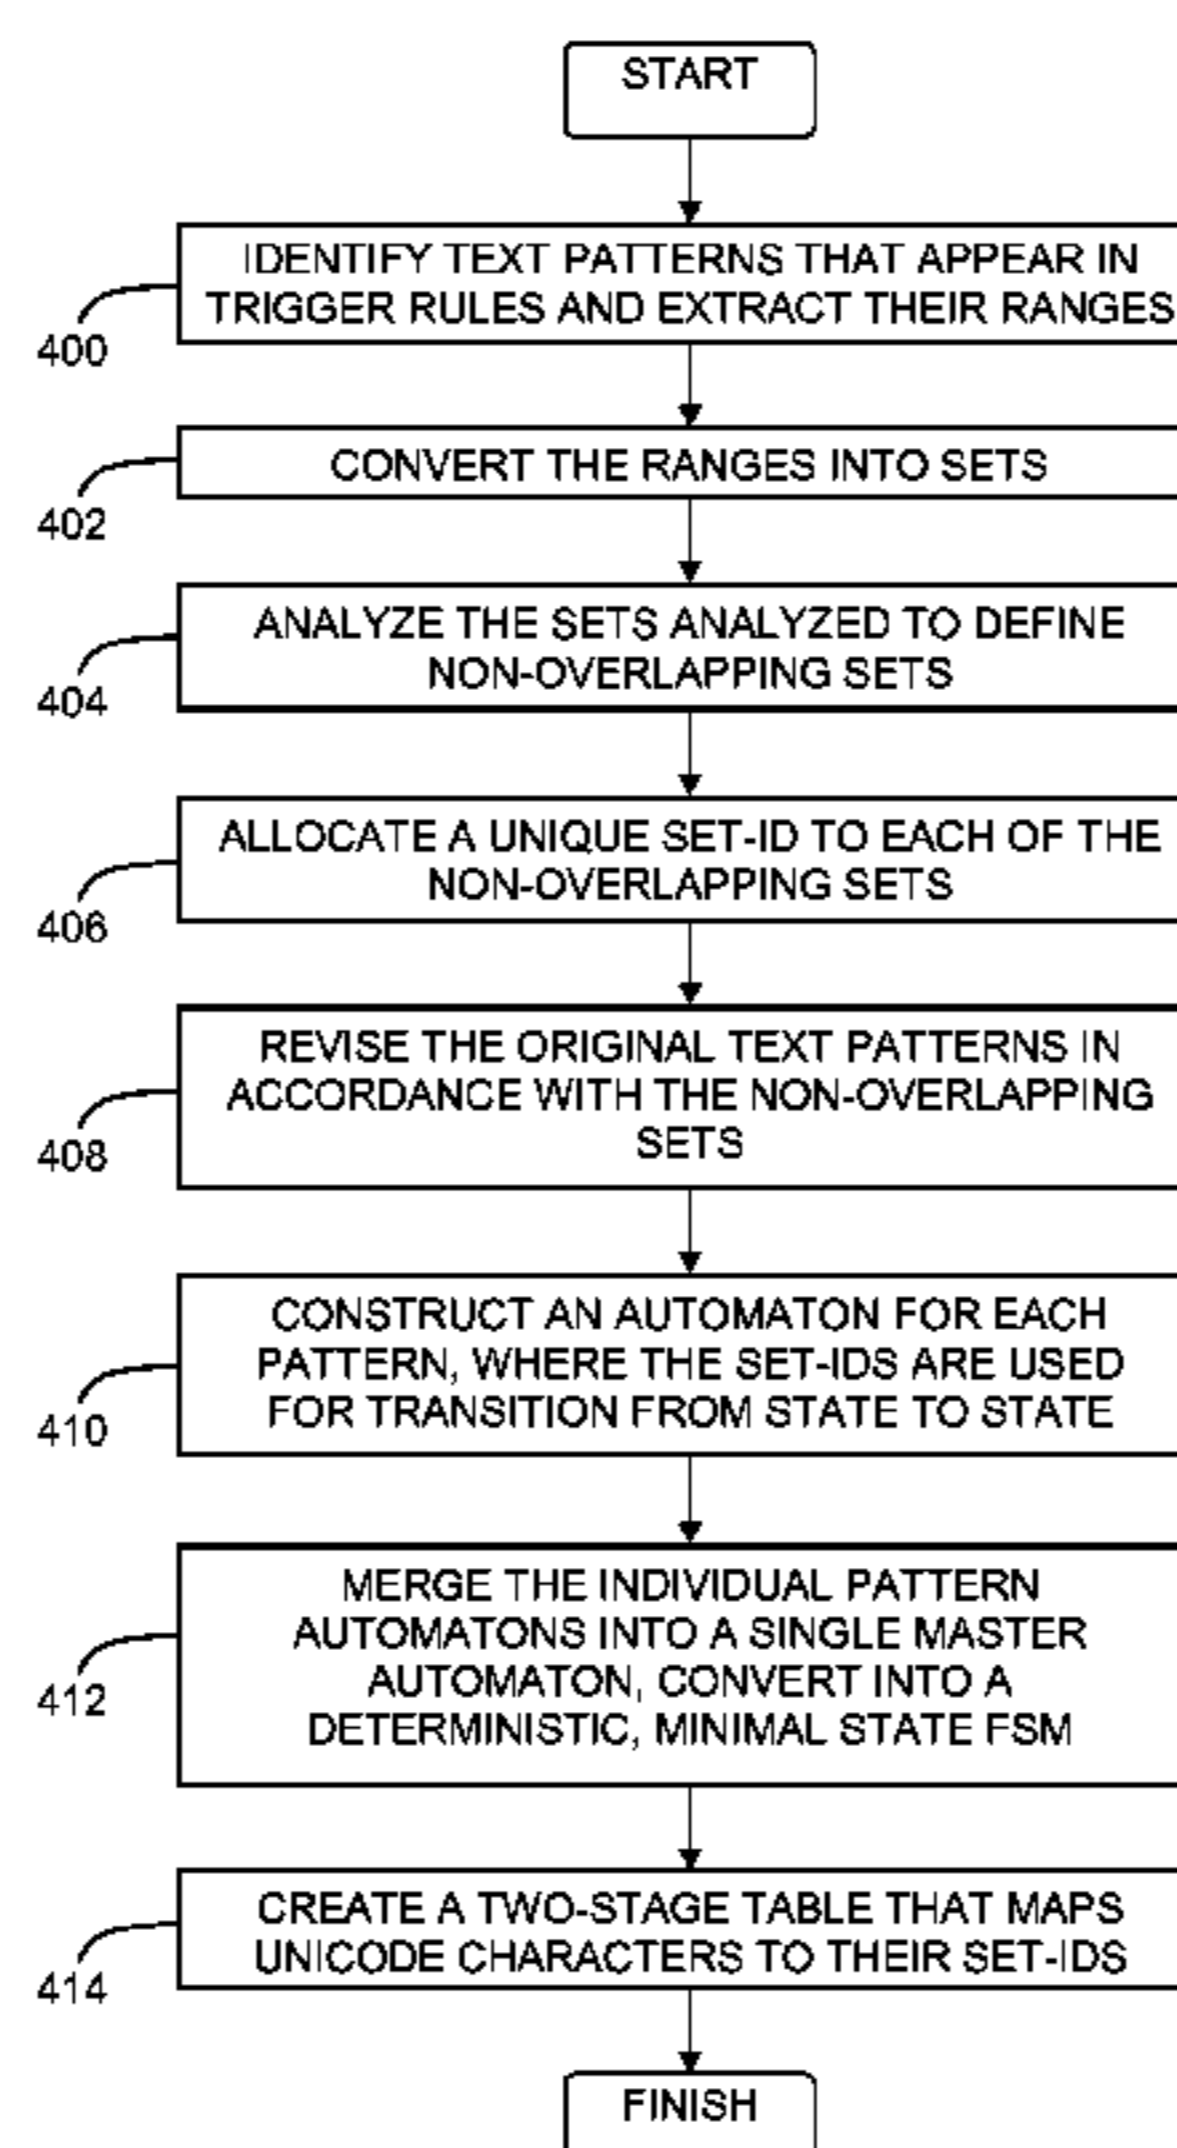 START
IDENTIFY TEXT PATTERNS THAT APPEAR IN
TRIGGER RULES AND EXTRACT THEIR RANGES
400
CONVERT THE RANGES INTO SETS
402
ANALYZE THE SETS ANALYZED TO DEFINE
NON-OVERLAPPING SETS
404
ALLOCATE A UNIQUE SET-ID TO EACH OF THE
NON-OVERLAPPING SETS
406
REVISE THE ORIGINAL TEXT PATTERNS IN
ACCORDANCE WITH THE NON-OVERLAPPING
SETS
408
CONSTRUCT AN AUTOMATON FOR EACH
PATTERN, WHERE THE SET-IDS ARE USED
FOR TRANSITION FROM STATE TO STATE
410
MERGE THE INDIVIDUAL PATTERN
AUTOMATONS INTO A SINGLE MASTER
AUTOMATON, CONVERT INTO A
DETERMINISTIC, MINIMAL STATE FSM
412
CREATE A TWO-STAGE TABLE THAT MAPS
UNICODE CHARACTERS TO THEIR SET-IDS
414
FINISH